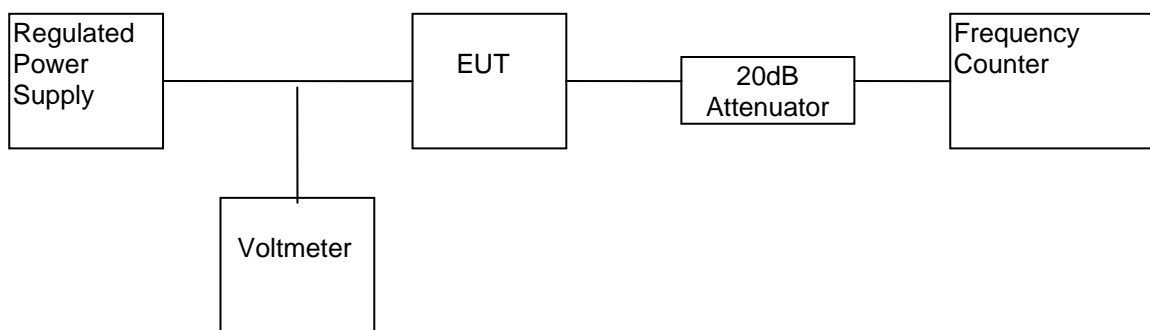 Regulated
Power
Supply
EUT
20dB
Attenuator
Frequency
Counter
Voltmeter